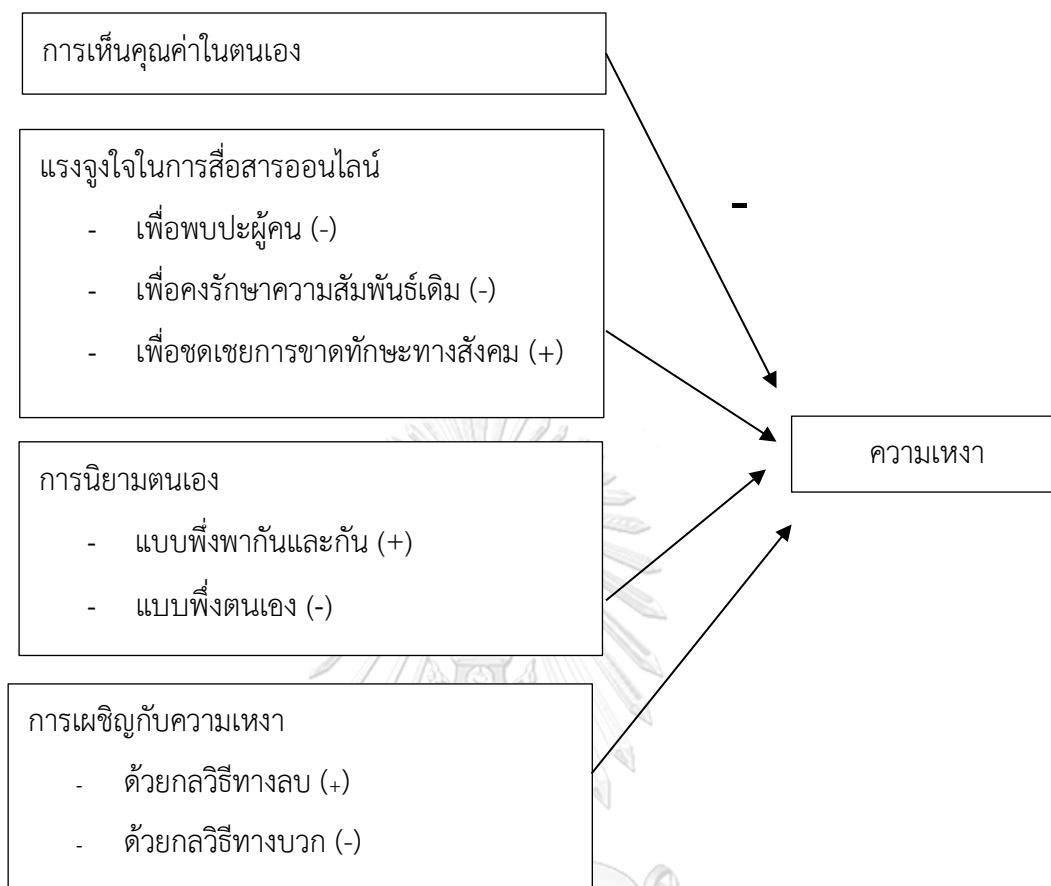 การเห็นคุณค่าในตนเอง
แรงจูงใจในการสื่อสารออนไลน์
- เพื่อพบปะผู้คน (-)
- เพื่อคงรักษาความสัมพันธ์เดิม (-)
- เพื่อชดเชยการขาดทักษะทางสังคม (+)
-
ความเหงา
การนิยามตนเอง
- แบบพึ่งพากันและกัน (+)
- แบบพึ่งตนเอง (-)
การเผชิญกับความเหงา
- ด้วยกลวิธีทางลบ (+)
- ด้วยกลวิธีทางบวก (-)